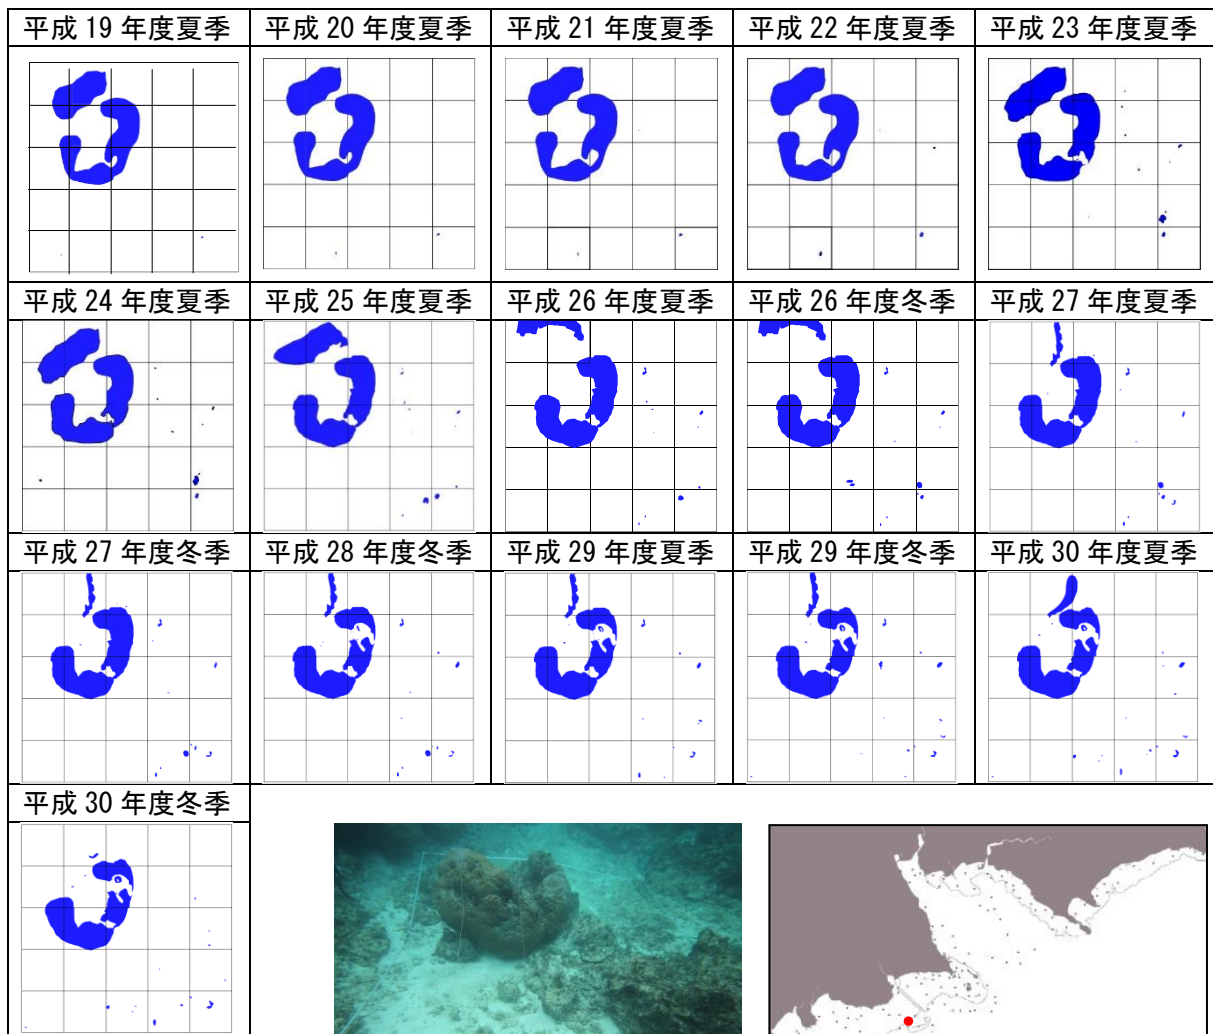 平成 19 年度夏季 平成 20 年度夏季 平成 21 年度夏季 平成 22 年度夏季 平成 23 年度夏季
平成 24 年度夏季 平成 25 年度夏季 平成 26 年度夏季 平成 26 年度冬季 平成 27 年度夏季
平成 27 年度冬季 平成 28 年度冬季 平成 29 年度夏季 平成 29 年度冬季 平成 30 年度夏季
平成 30 年度冬季